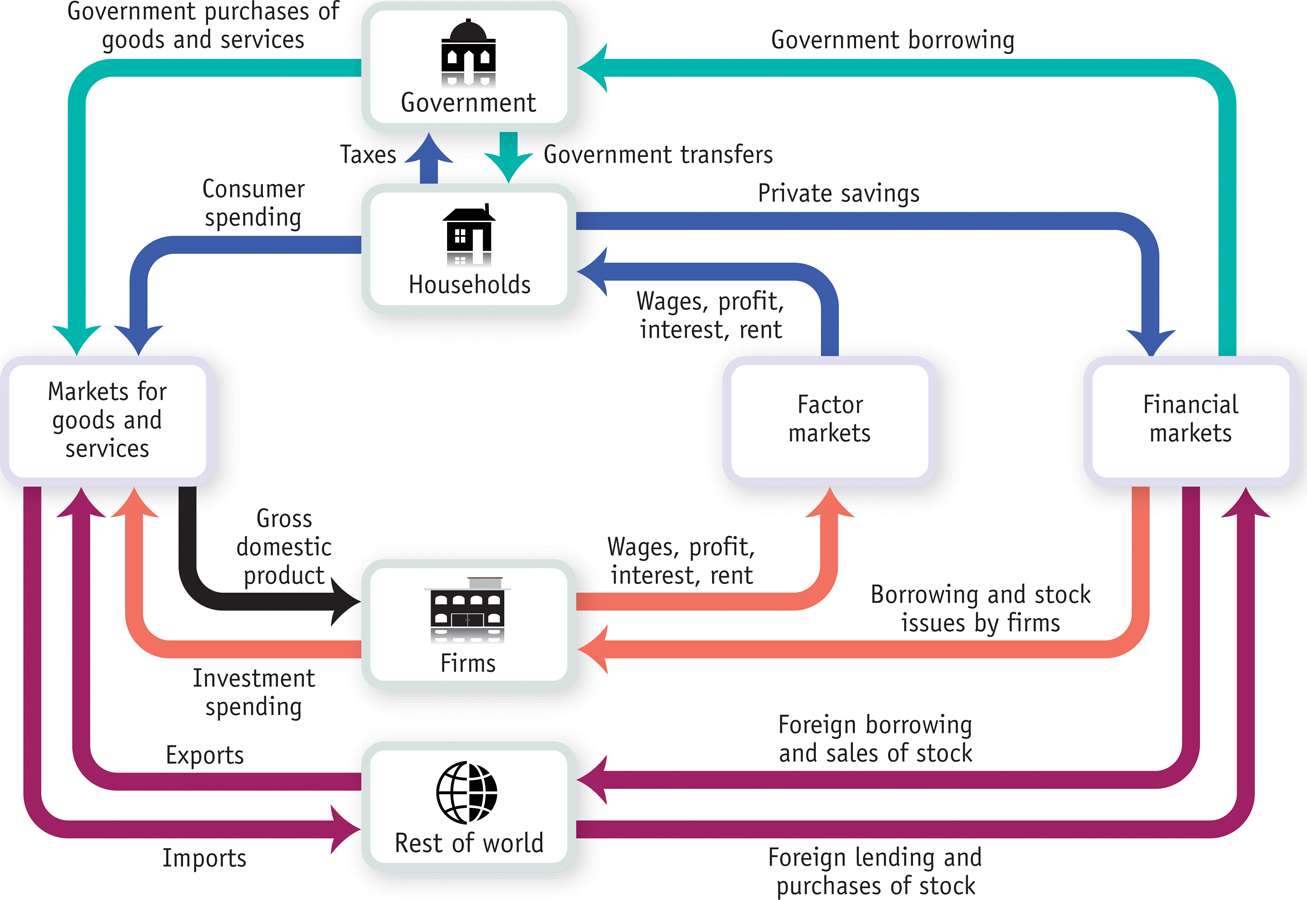 Government purchases of
goods and services
Government borrowing
Government
Taxes
Government transfers
Consumer
spending
Private savings
Households
Wages, profit,
interest, rent
Markets for
goods and
services
Factor
markets
Financial
markets
Gross
domestic
product
Wages, profit,
interest, rent
Borrowing and stock
issues by firms
Firms
Investment
spending
Foreign borrowing
and sales of stock
Exports
Rest of world
Imports
Foreign lending and
purchases of stock